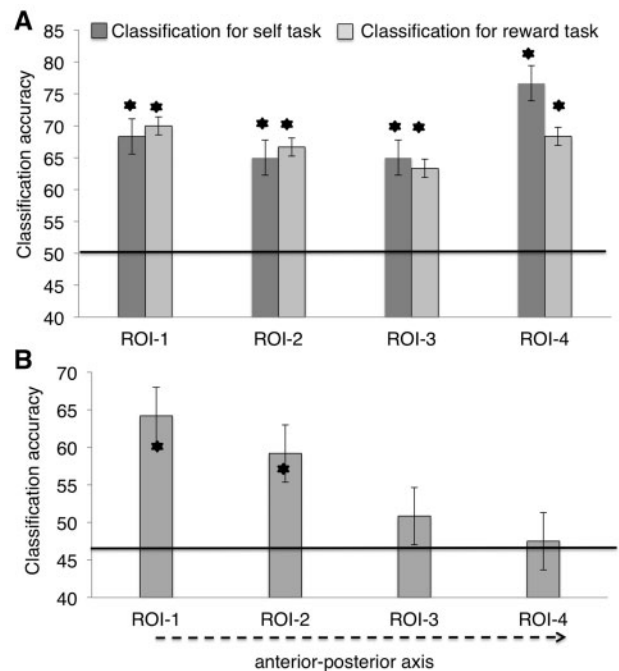 A
Classification for self task
Classification for reward task
Classification accuracy
85
80
75
70
65
60
55
50
45
40
ROI-1 ROI-2 ROI-3 ROI-4
B
Classification accuracy
70
65
60
55
50
45
40
ROI-1 ROI-2 ROI-3 ROI-4
anterior-posterior axis